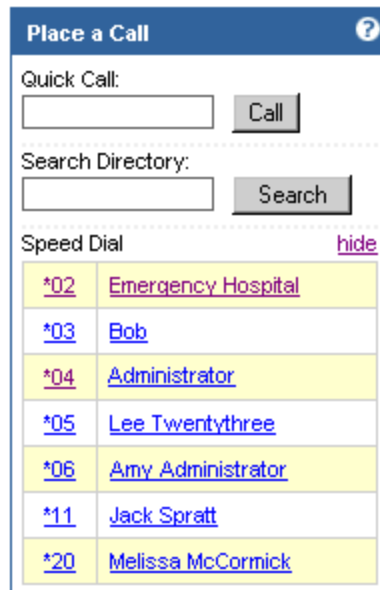 Place a Call ?
Quick Call:
Call
Search Directory:
Search
Speed Dial hide
*02 Emergency Hospital
*03 Bob
*04 Administrator
*05 Lee Twentythree
*06 Amy Administrator
*11 Jack Spratt
*20 Melissa McCormick